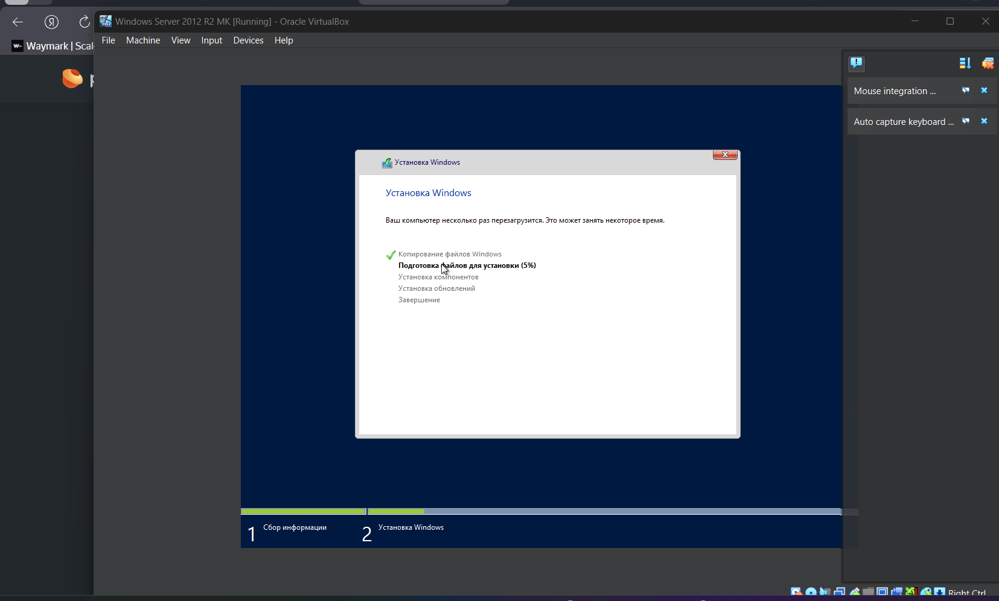 Windows Server 2012 R2 MK [Running] - Oracle VirtualBox
File Machine View Input Devices Help
Waymark | Scal
Mouse integration ...
Auto capture keyboard ...
Установка Windows
Установка Windows
Ваш компьютер несколько раз перезагрузится. Это может занять некоторое время.
Копирование файлов Windows
Подготовка файлов для установки (5%)
Установка компонентов
Установка обновлений
Завершение
1 Сбор информации
2 Установка Windows
Right Ctrl